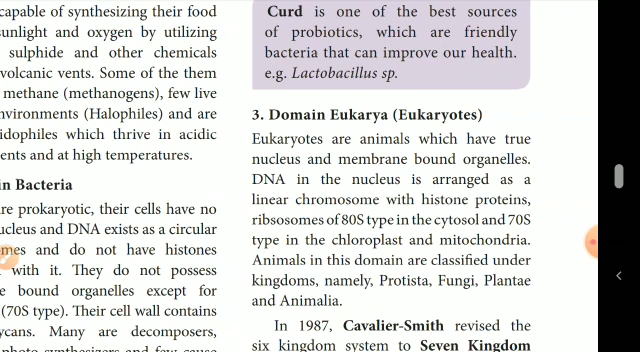 capable of synthesizing their food
sunlight and oxygen by utilizing
sulphide and other chemicals
volcanic vents. Some of the them
methane (methanogens), few live
nvironments (Halophiles) and are
idophiles which thrive in acidic
ents and at high temperatures.
in Bacteria
re prokaryotic, their cells have no
ucleus and DNA exists as a circular
mes and do not have histones
with it. They do not possess
e bound organelles except for
(70S type). Their cell wall contains
ycans. Many are decomposers,
photo synthesizers and few cause
Curd is one of the best sources
of probiotics, which are friendly
bacteria that can improve our health.
e.g. Lactobacillus sp.
3. Domain Eukarya (Eukaryotes)
Eukaryotes are animals which have true
nucleus and membrane bound organelles.
DNA in the nucleus is arranged as a
linear chromosome with histone proteins,
ribsosomes of 80S type in the cytosol and 70S
type in the chloroplast and mitochondria.
Animals in this domain are classified under
kingdoms, namely, Protista, Fungi, Plantae
and Animalia.
In 1987, Cavalier-Smith revised the
six kingdom system to Seven Kingdom